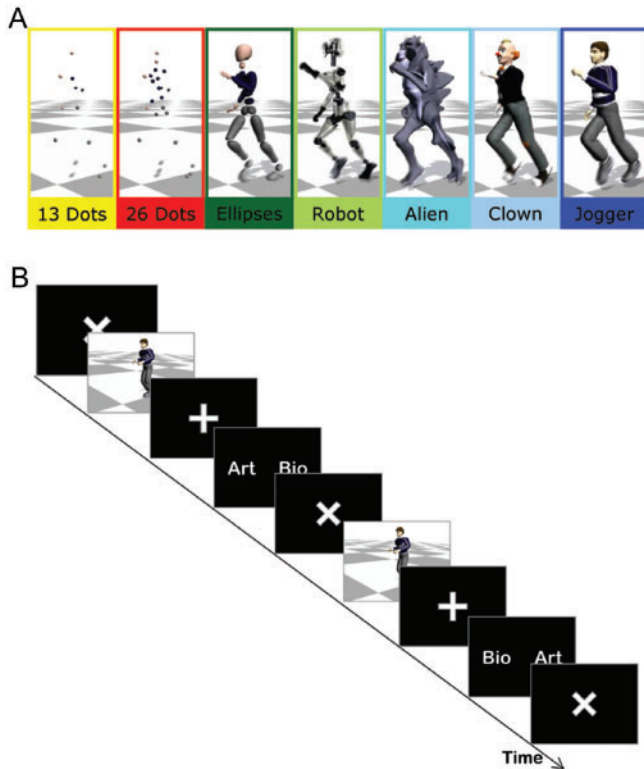 A
13 Dots 26 Dots Ellipses Robot Alien Clown Jogger
B
Art Bio
Bio Art
Time